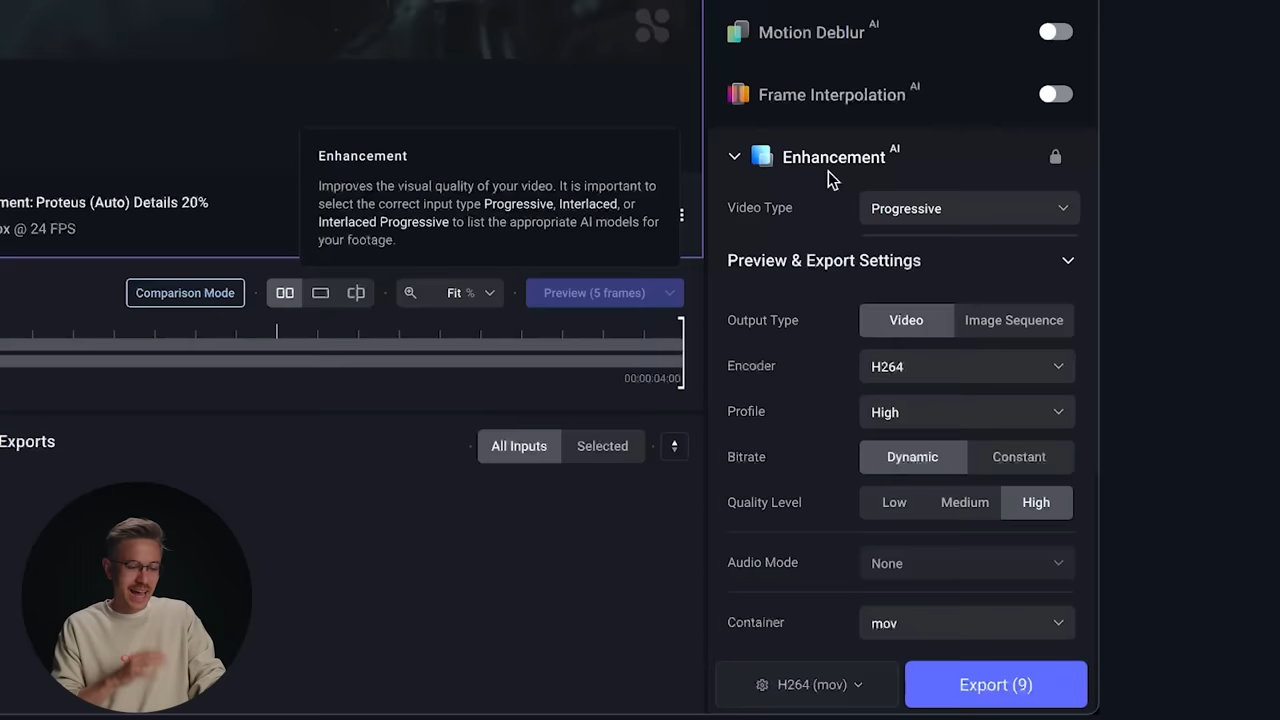 Motion Deblur AI
Frame Interpolation AI
Enhancement AI
Enhancement
Improves the visual quality of your video. It is important to
select the correct input type Progressive, Interlaced, or
Interlaced Progressive to list the appropriate AI models for
your footage.
ment: Proteus (Auto) Details 20%
ox @ 24 FPS
Video Type
Progressive
Preview & Export Settings
Comparison Mode
Fit %
Preview (5 frames)
Output Type
Video
Image Sequence
Encoder
H264
00:00:04:00
Profile
High
Exports
All Inputs
Selected
Bitrate
Dynamic
Constant
Quality Level
Low
Medium
High
Audio Mode
None
Container
mov
H264 (mov)
Export (9)